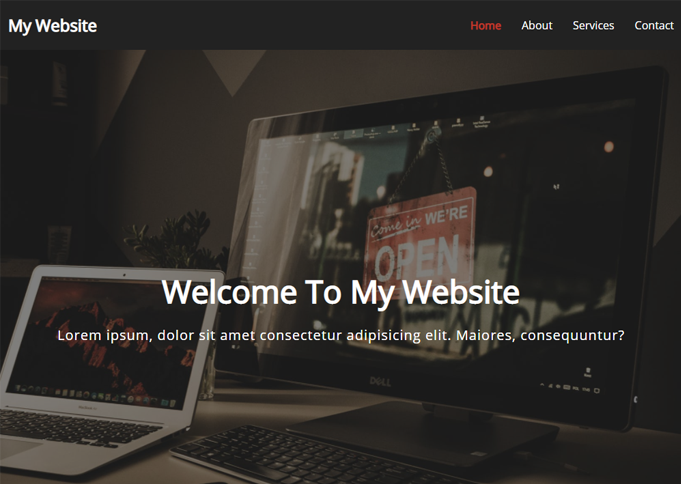 My Website
Home About Services Contact
come in WE'RE
OPEN
Welcome To My Website
Lorem ipsum, dolor sit amet consectetur adipisicing elit. Maiores, consequuntur?
DELL